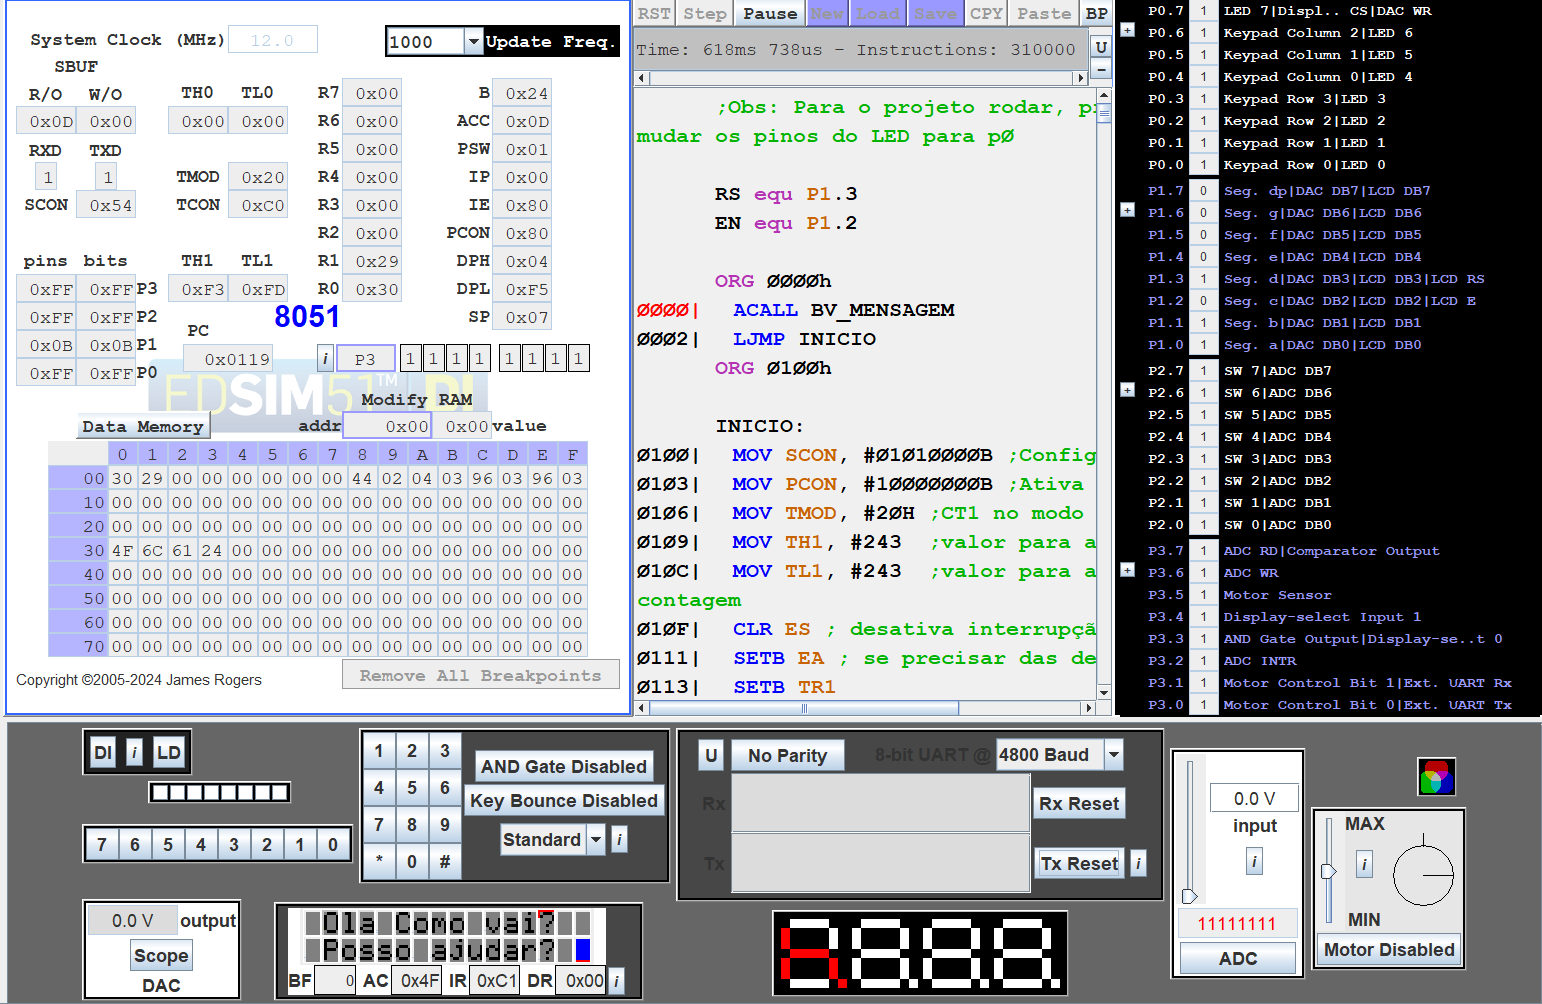 System Clock (MHz) 12.0 1000 Update Freq.
SBUF
R/O W/O TH0 TL0 R7 0x00 B 0x24
0x0D 0x00 0x00 0x00 R6 0x00 ACC 0x0D
RXD TXD R5 0x00 PSW 0x01
1 1 TMOD 0x20 R4 0x00 IP 0x00
SCON 0x54 TCON 0xC0 R3 0x00 IE 0x80
R2 0x00 PCON 0x80
pins bits TH1 TL1 R1 0x29 DPH 0x04
0xFF 0xFF P3 0xF3 0xFD R0 0x30 DPL 0xF5
0xFF 0xFF P2 8051 SP 0x07
0x0B 0x0B P1 PC
0xFF 0xFF P0 0x0119 i P3 1 1 1 1 1 1 1 1
EDSIM51™ DI
Modify RAM
Data Memory addr 0x00 0x00 value
0 1 2 3 4 5 6 7 8 9 A B C D E F
00 30 29 00 00 00 00 00 00 44 02 04 03 96 03 96 03
10 00 00 00 00 00 00 00 00 00 00 00 00 00 00 00 00
20 00 00 00 00 00 00 00 00 00 00 00 00 00 00 00 00
30 4F 6C 61 24 00 00 00 00 00 00 00 00 00 00 00 00
40 00 00 00 00 00 00 00 00 00 00 00 00 00 00 00 00
50 00 00 00 00 00 00 00 00 00 00 00 00 00 00 00 00
60 00 00 00 00 00 00 00 00 00 00 00 00 00 00 00 00
70 00 00 00 00 00 00 00 00 00 00 00 00 00 00 00 00
Copyright ©2005-2024 James Rogers Remove All Breakpoints
RST Step Pause New Load Save CPY Paste BP
Time: 618ms 738us - Instructions: 310000 U
-
;Obs: Para o projeto rodar, pr
mudar os pinos do LED para p0
RS equ P1.3
EN equ P1.2
ORG 0000h
0000| ACALL BV_MENSAGEM
0002| LJMP INICIO
ORG 0100h
INICIO:
0100| MOV SCON, #01010000B ;Config
0103| MOV PCON, #10000000B ;Ativa
0106| MOV TMOD, #20H ;CT1 no modo
0109| MOV TH1, #243 ;valor para a
010C| MOV TL1, #243 ;valor para a
contagem
010F| CLR ES ; desativa interrupçã
0111| SETB EA ; se precisar das de
0113| SETB TR1
P0.7 1 LED 7|Displ.. CS|DAC WR
+ P0.6 1 Keypad Column 2|LED 6
P0.5 1 Keypad Column 1|LED 5
P0.4 1 Keypad Column 0|LED 4
P0.3 1 Keypad Row 3|LED 3
P0.2 1 Keypad Row 2|LED 2
P0.1 1 Keypad Row 1|LED 1
P0.0 1 Keypad Row 0|LED 0
P1.7 0 Seg. dp|DAC DB7|LCD DB7
+ P1.6 0 Seg. g|DAC DB6|LCD DB6
P1.5 0 Seg. f|DAC DB5|LCD DB5
P1.4 0 Seg. e|DAC DB4|LCD DB4
P1.3 1 Seg. d|DAC DB3|LCD DB3|LCD RS
P1.2 0 Seg. c|DAC DB2|LCD DB2|LCD E
P1.1 1 Seg. b|DAC DB1|LCD DB1
P1.0 1 Seg. a|DAC DB0|LCD DB0
P2.7 1 SW 7|ADC DB7
+ P2.6 1 SW 6|ADC DB6
P2.5 1 SW 5|ADC DB5
P2.4 1 SW 4|ADC DB4
P2.3 1 SW 3|ADC DB3
P2.2 1 SW 2|ADC DB2
P2.1 1 SW 1|ADC DB1
P2.0 1 SW 0|ADC DB0
P3.7 1 ADC RD|Comparator Output
+ P3.6 1 ADC WR
P3.5 1 Motor Sensor
P3.4 1 Display-select Input 1
P3.3 1 AND Gate Output|Display-se..t 0
P3.2 1 ADC INTR
P3.1 1 Motor Control Bit 1|Ext. UART Rx
P3.0 1 Motor Control Bit 0|Ext. UART Tx
DI i LD
7 6 5 4 3 2 1 0
0.0 V output
Scope
DAC
1 2 3
4 5 6
7 8 9
* 0 #
AND Gate Disabled
Key Bounce Disabled
Standard i
Ola Como vai?
Posso ajudar?
BF 0 AC 0x4F IR 0xC1 DR 0x00 i
U No Parity 8-bit UART @ 4800 Baud
Rx Rx Reset
Tx Tx Reset i
8.8.8.8.
0.0 V
input
i
11111111
ADC
MAX
i
MIN
Motor Disabled